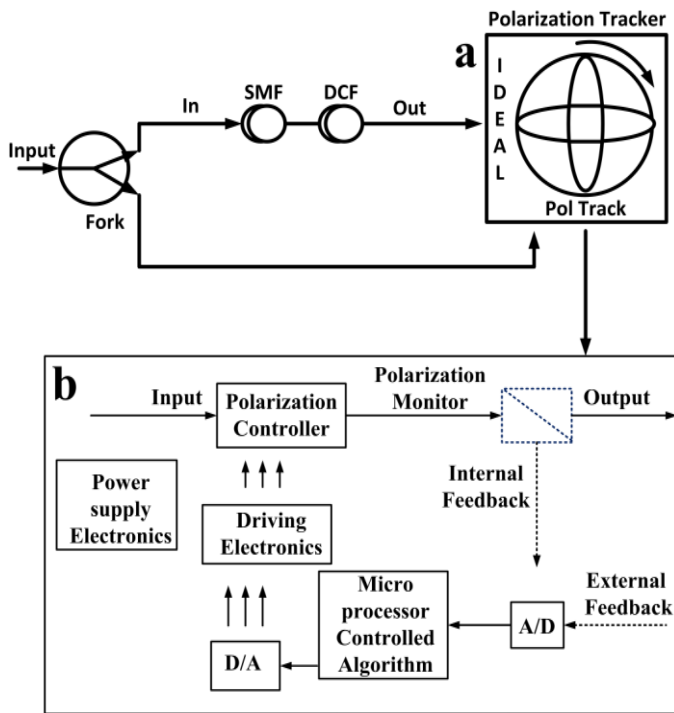 Polarization Tracker
a
I
D
E
A
L
SMF
DCF
In
Out
Input
Fork
Pol Track
b
Input
Polarization
Controller
Polarization
Monitor
Output
Power
supply
Electronics
Internal
Feedback
Driving
Electronics
Micro
processor
Controlled
Algorithm
External
Feedback
A/D
D/A